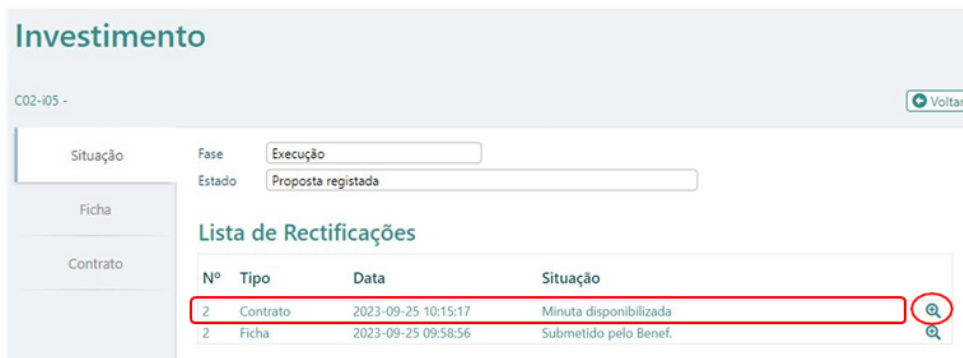 Investimento
C02-i05 -
Voltar
Situação
Fase Execução
Estado Proposta registada
Ficha
Lista de Rectificações
Contrato
Nº Tipo Data Situação
2 Contrato 2023-09-25 10:15:17 Minuta disponibilizada
2 Ficha 2023-09-25 09:58:56 Submetido pelo Benef.